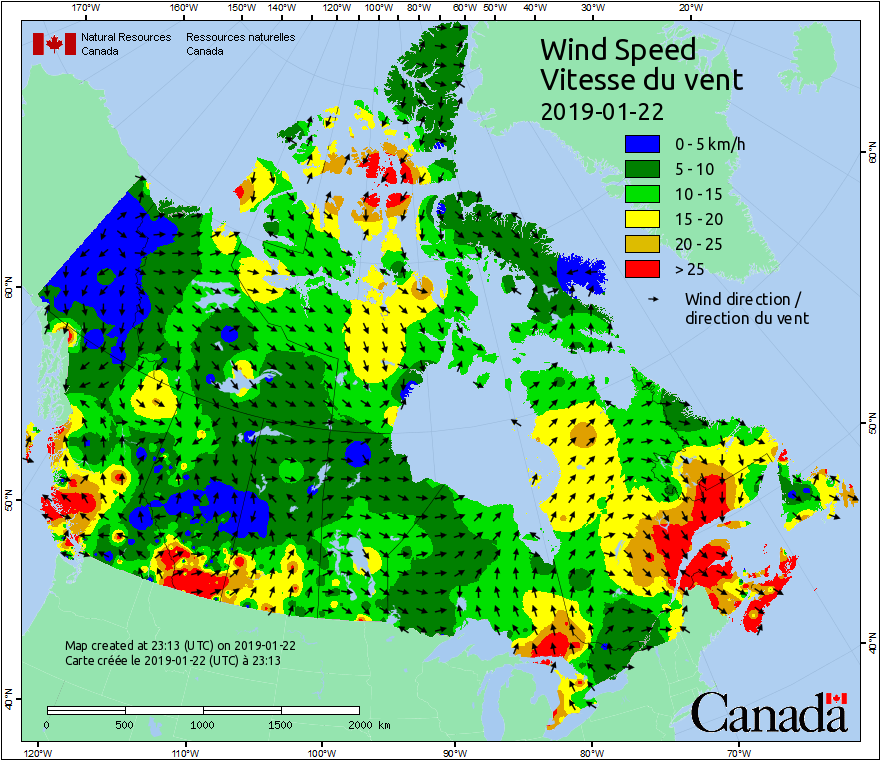 170°W 160°W 150°W 140°W 120°W 100°W 80°W 60°W 50°W 40°W 30°W 20°W
Natural Resources Ressources naturelles
Canada Canada
Wind Speed
Vitesse du vent
2019-01-22
0 - 5 km/h
5 - 10
10 - 15
15 - 20
20 - 25
> 25
Wind direction /
direction du vent
60°N 60°N
50°N 50°N
40°N 40°N
Map created at 23:13 (UTC) on 2019-01-22
Carte créée le 2019-01-22 (UTC) à 23:13
0 500 1000 1500 2000 km
Canada
120°W 110°W 100°W 90°W 80°W 70°W